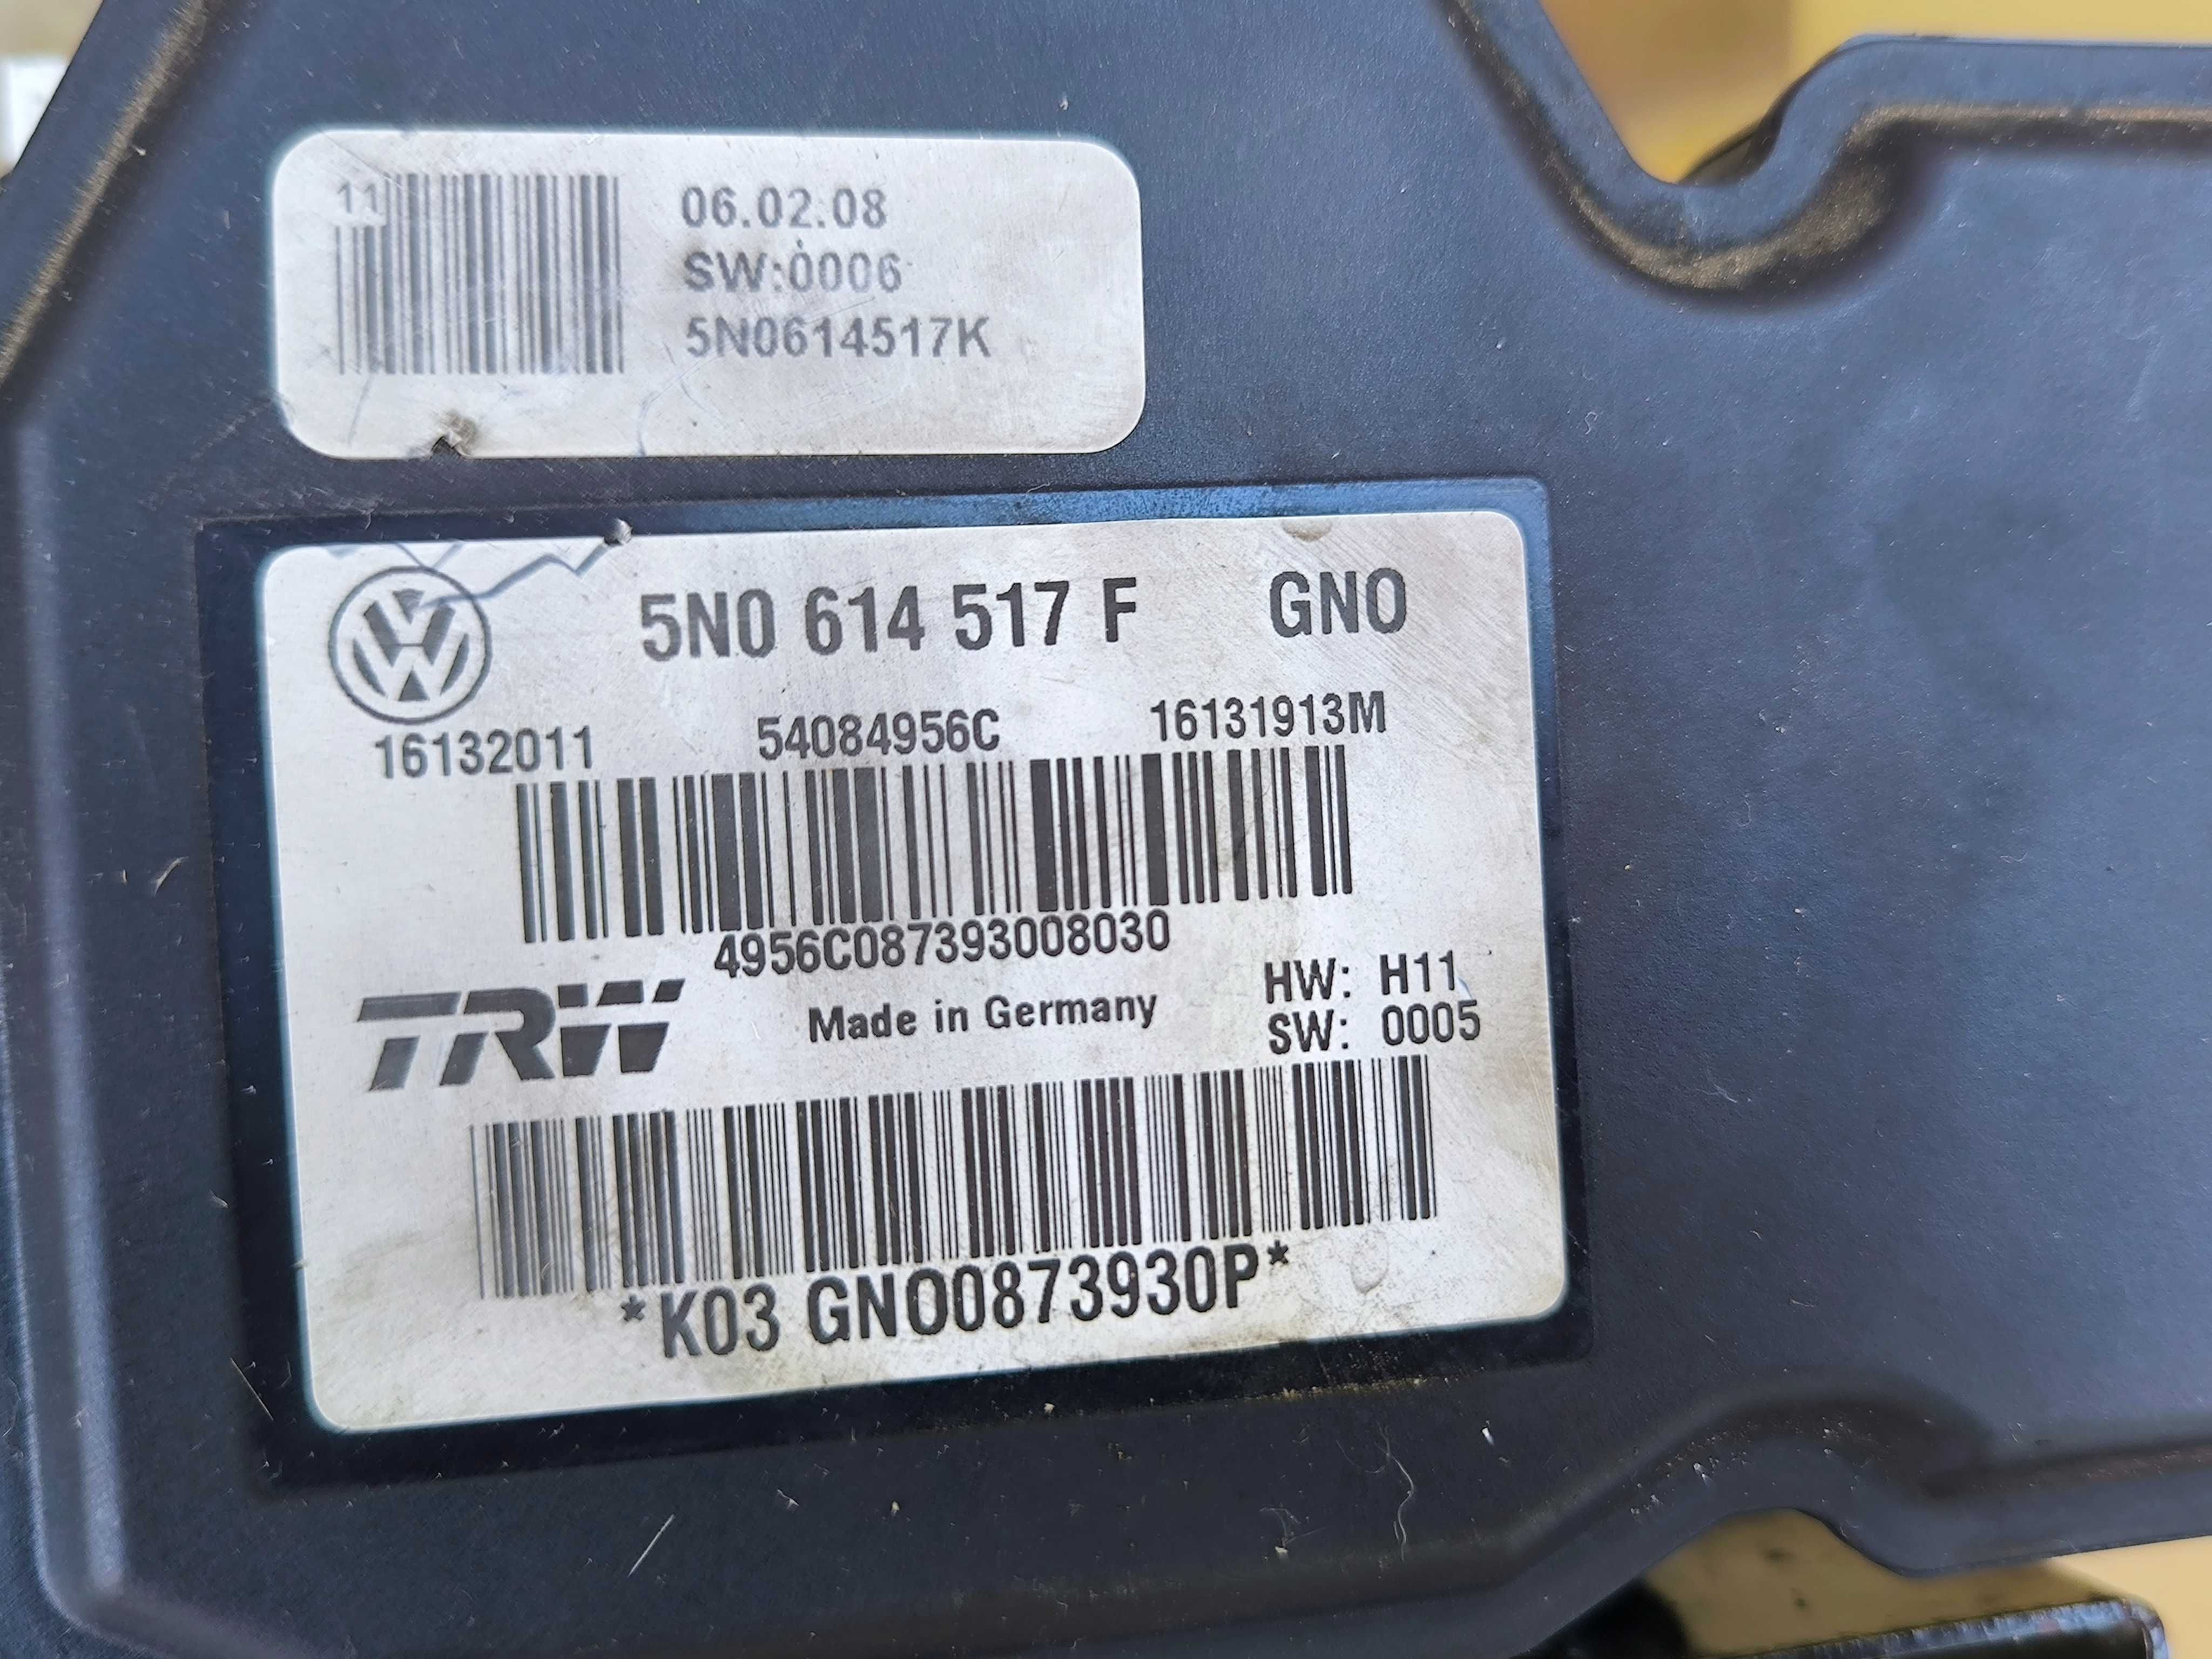 11
06.02.08
SW:0006
5N0614517K
5N0 614 517 F GNO
16132011 54084956C 16131913M
4956C087393008030
TRW Made in Germany
HW: H11
SW: 0005
*K03 GNO0873930P*